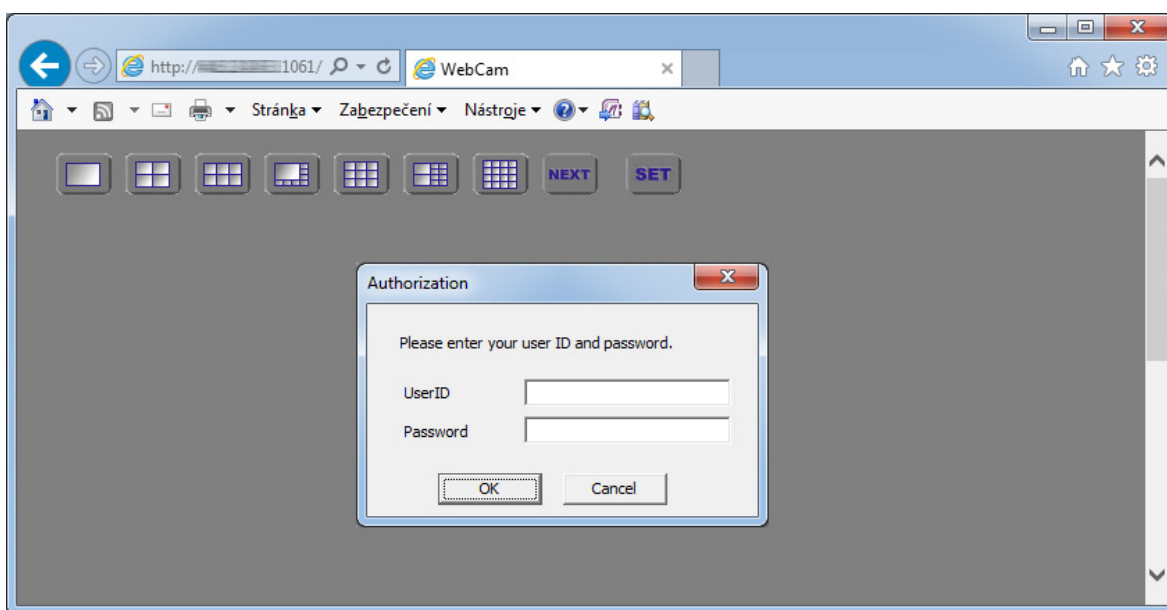 http:// 1061/
WebCam
Stránka Zabezpečení Nástroje
NEXT SET
Authorization
Please enter your user ID and password.
UserID
Password
OK Cancel